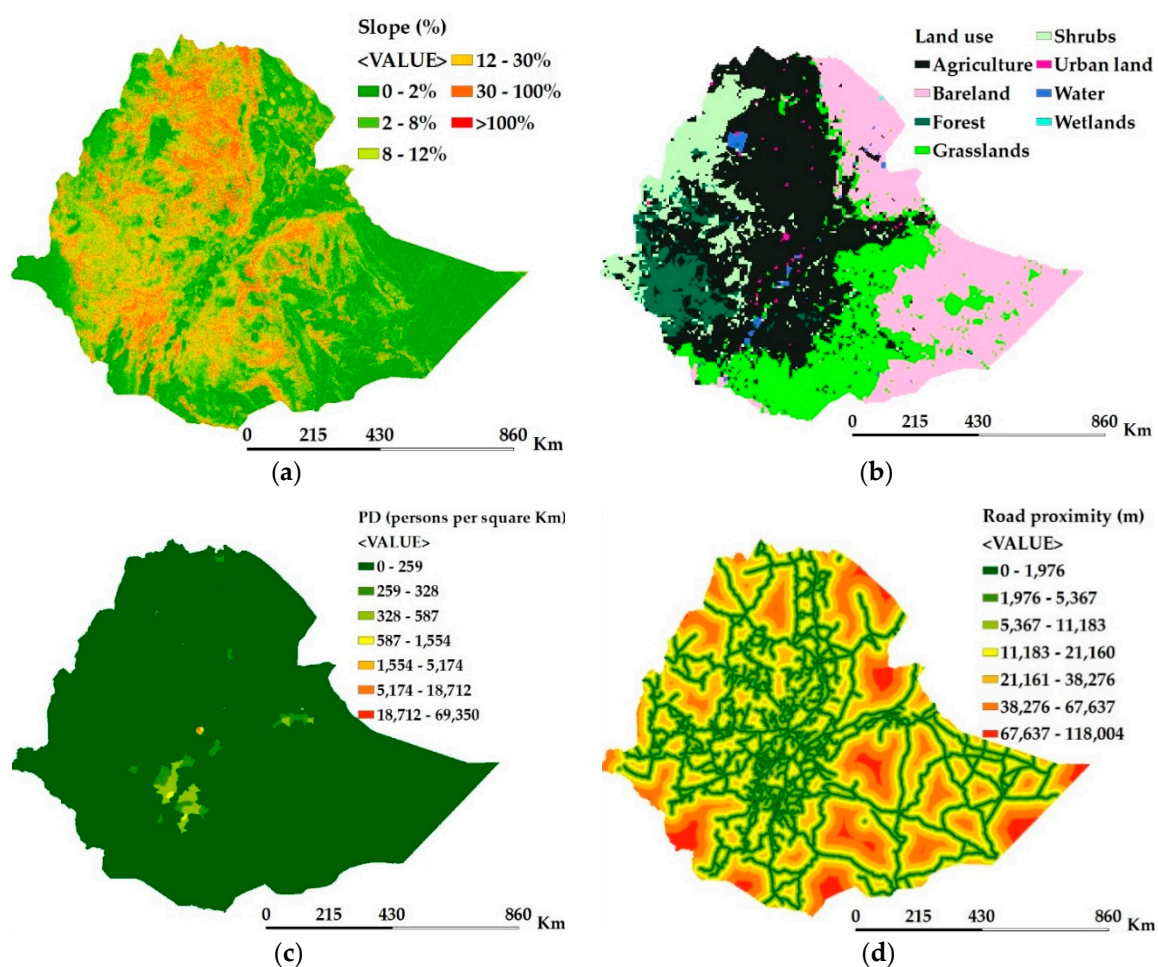 Slope (%)
<VALUE>
0 - 2%
2 - 8%
8 - 12%
12 - 30%
30 - 100%
>100%
0 215 430 860 Km
(a)
Land use
Agriculture
Bareland
Forest
Grasslands
Shrubs
Urban land
Water
Wetlands
0 215 430 860 Km
(b)
PD (persons per square Km)
<VALUE>
0 - 259
259 - 328
328 - 587
587 - 1,554
1,554 - 5,174
5,174 - 18,712
18,712 - 69,350
0 215 430 860 Km
(c)
Road proximity (m)
<VALUE>
0 - 1,976
1,976 - 5,367
5,367 - 11,183
11,183 - 21,160
21,161 - 38,276
38,276 - 67,637
67,637 - 118,004
0 215 430 860 Km
(d)